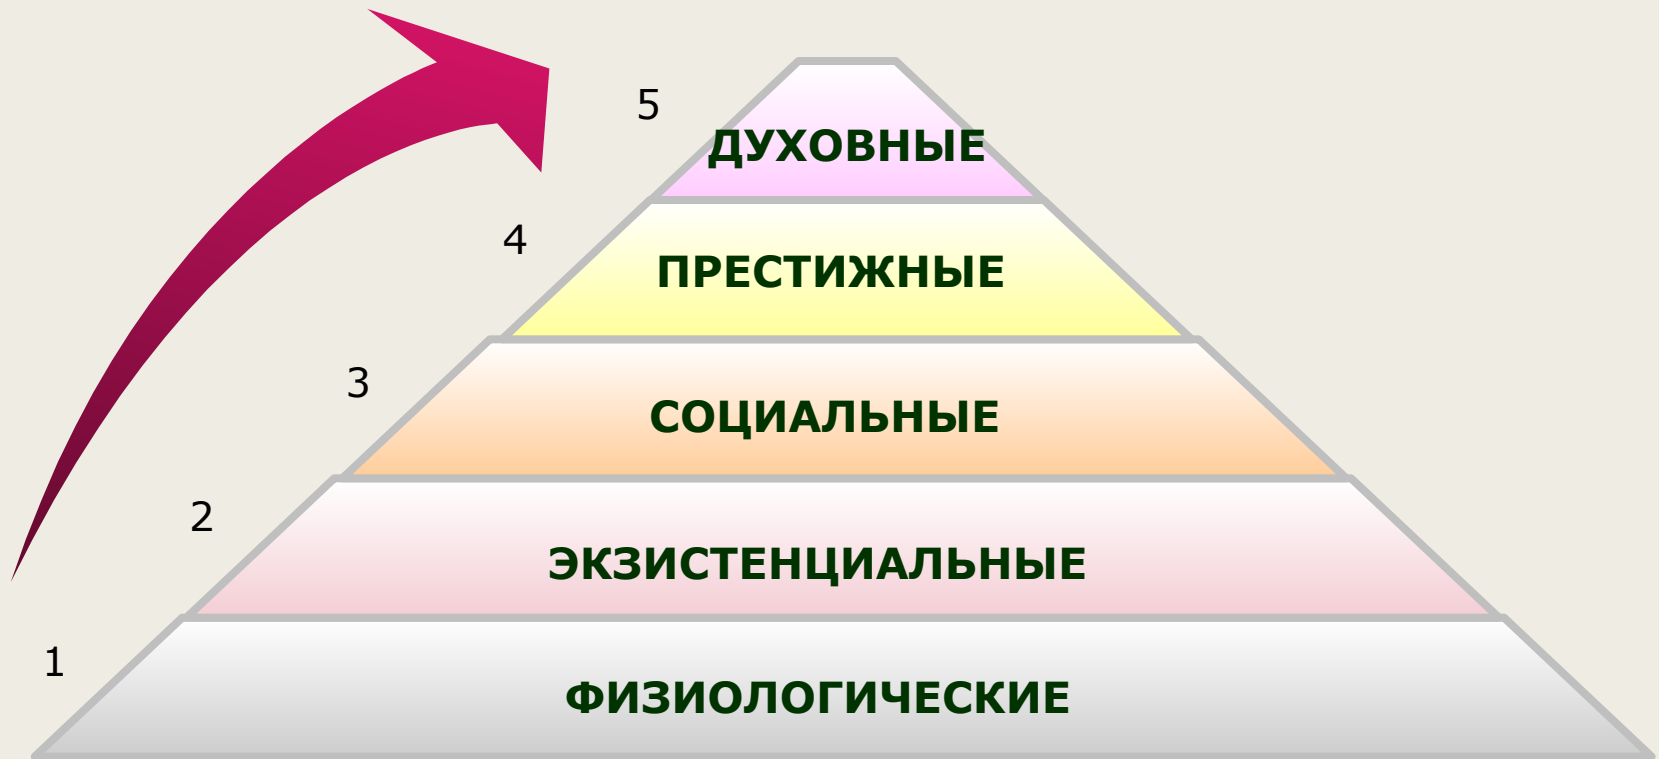 5
ДУХОВНЫЕ
4
ПРЕСТИЖНЫЕ
3
СОЦИАЛЬНЫЕ
2
ЭКЗИСТЕНЦИАЛЬНЫЕ
1
ФИЗИОЛОГИЧЕСКИЕ